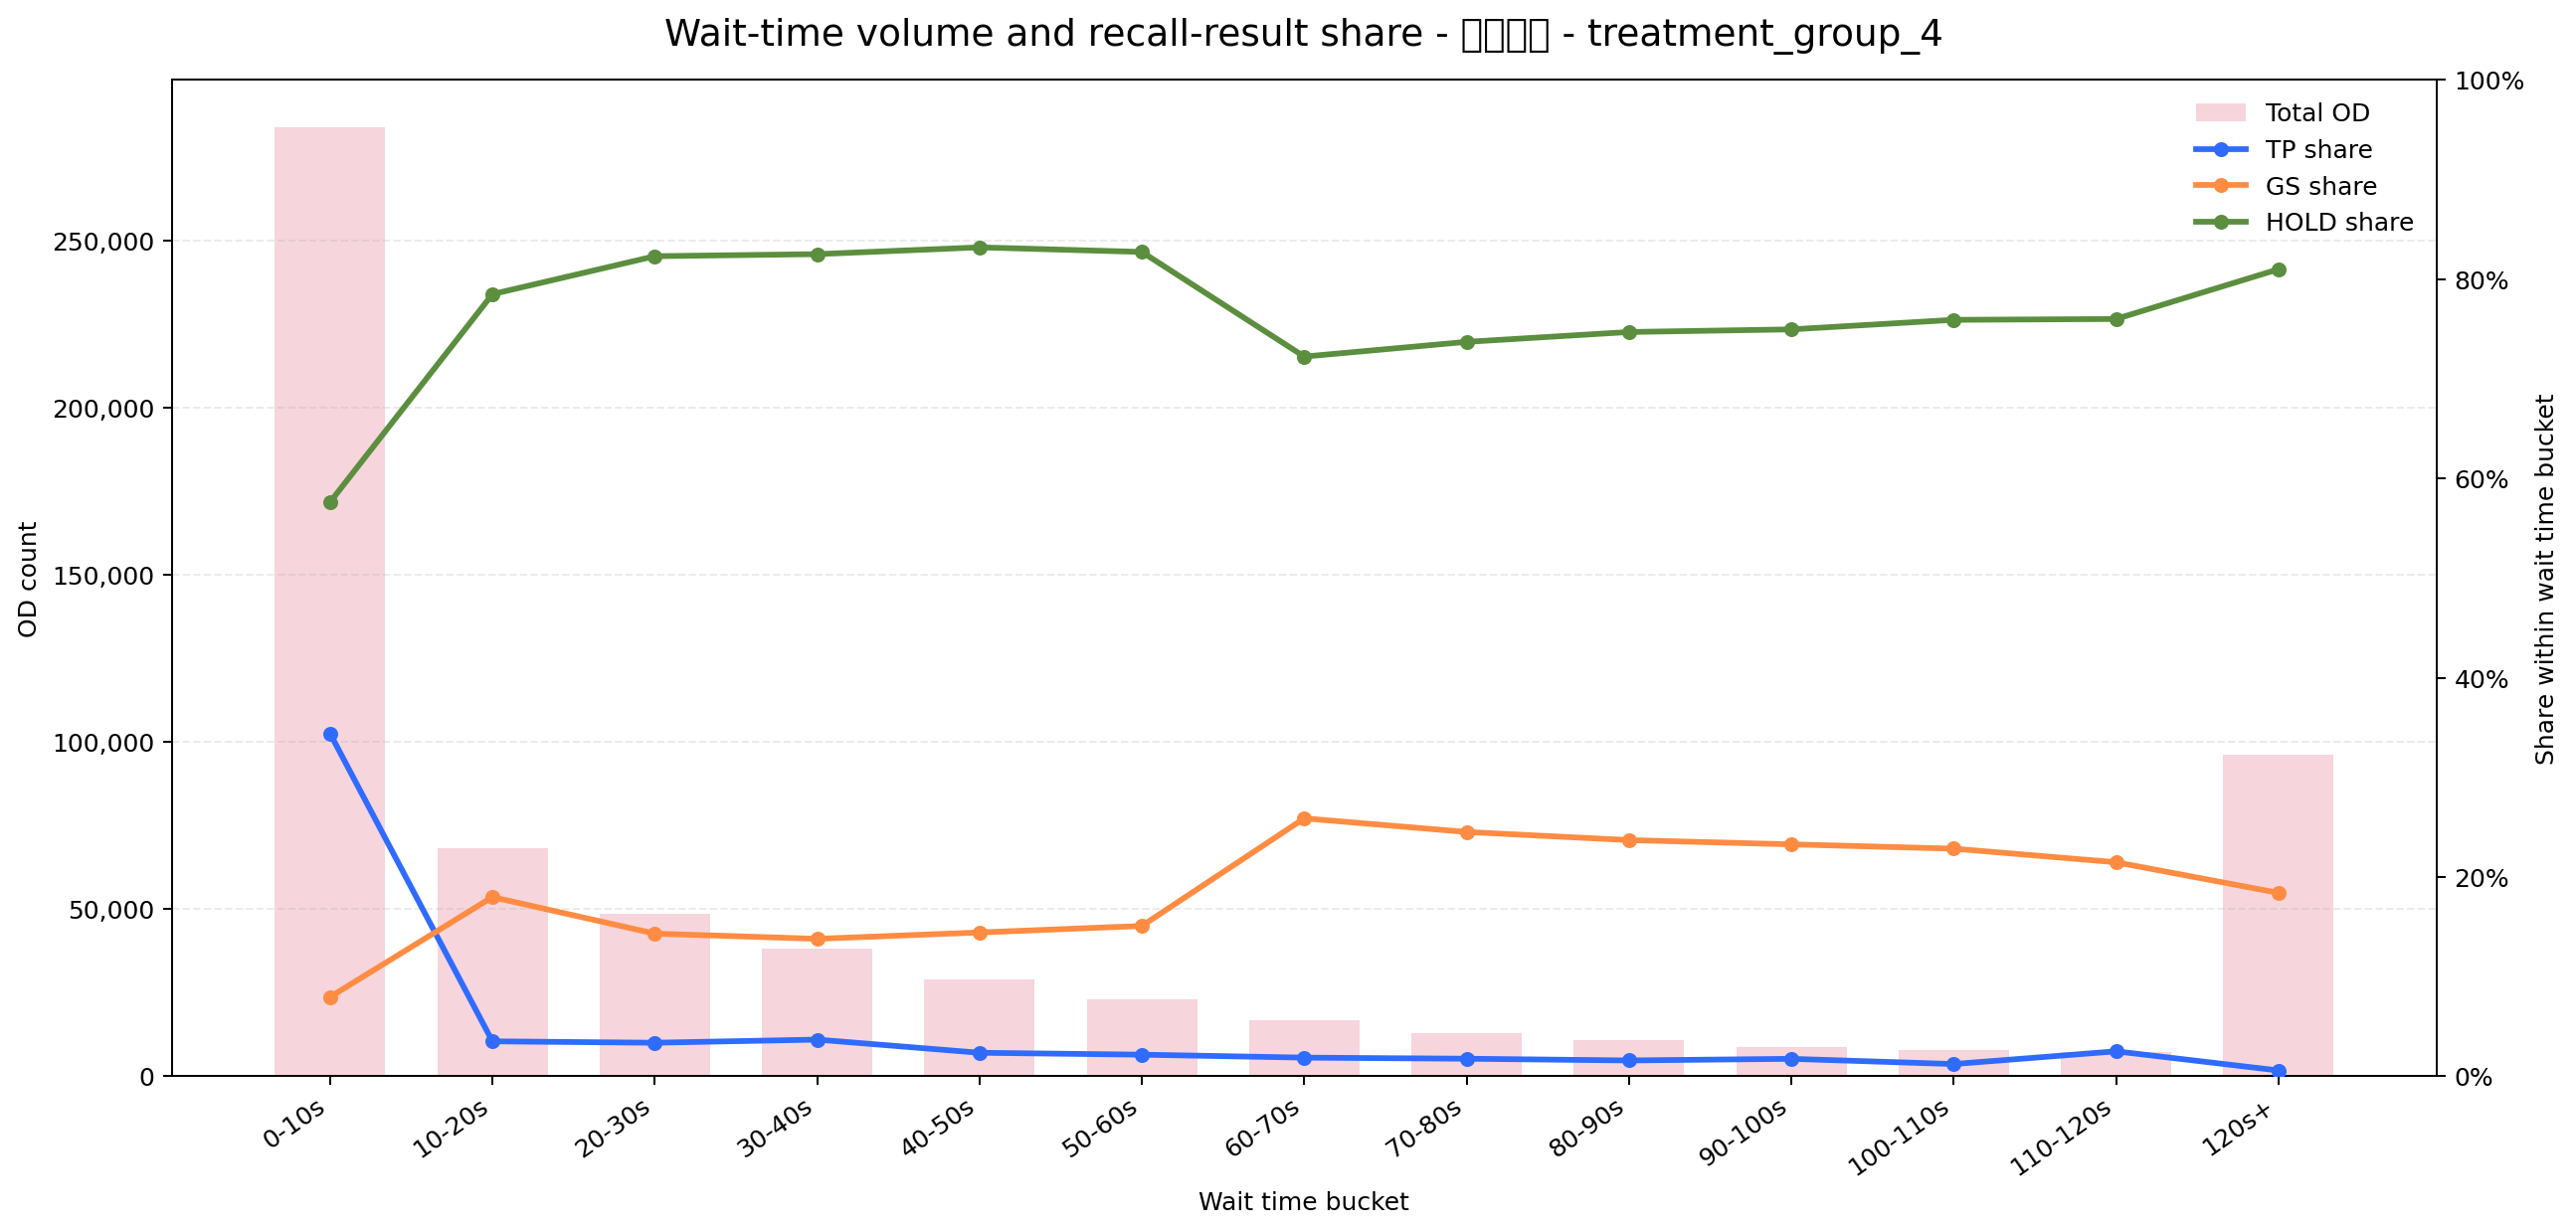 Wait-time volume and recall-result share - - treatment_group_4
Total OD
TP share
GS share
HOLD share
OD count
250,000
200,000
150,000
100,000
50,000
0
100%
80%
60%
40%
20%
0%
Share within wait time bucket
0-10s
10-20s
20-30s
30-40s
40-50s
50-60s
60-70s
70-80s
80-90s
90-100s
100-110s
110-120s
120s+
Wait time bucket